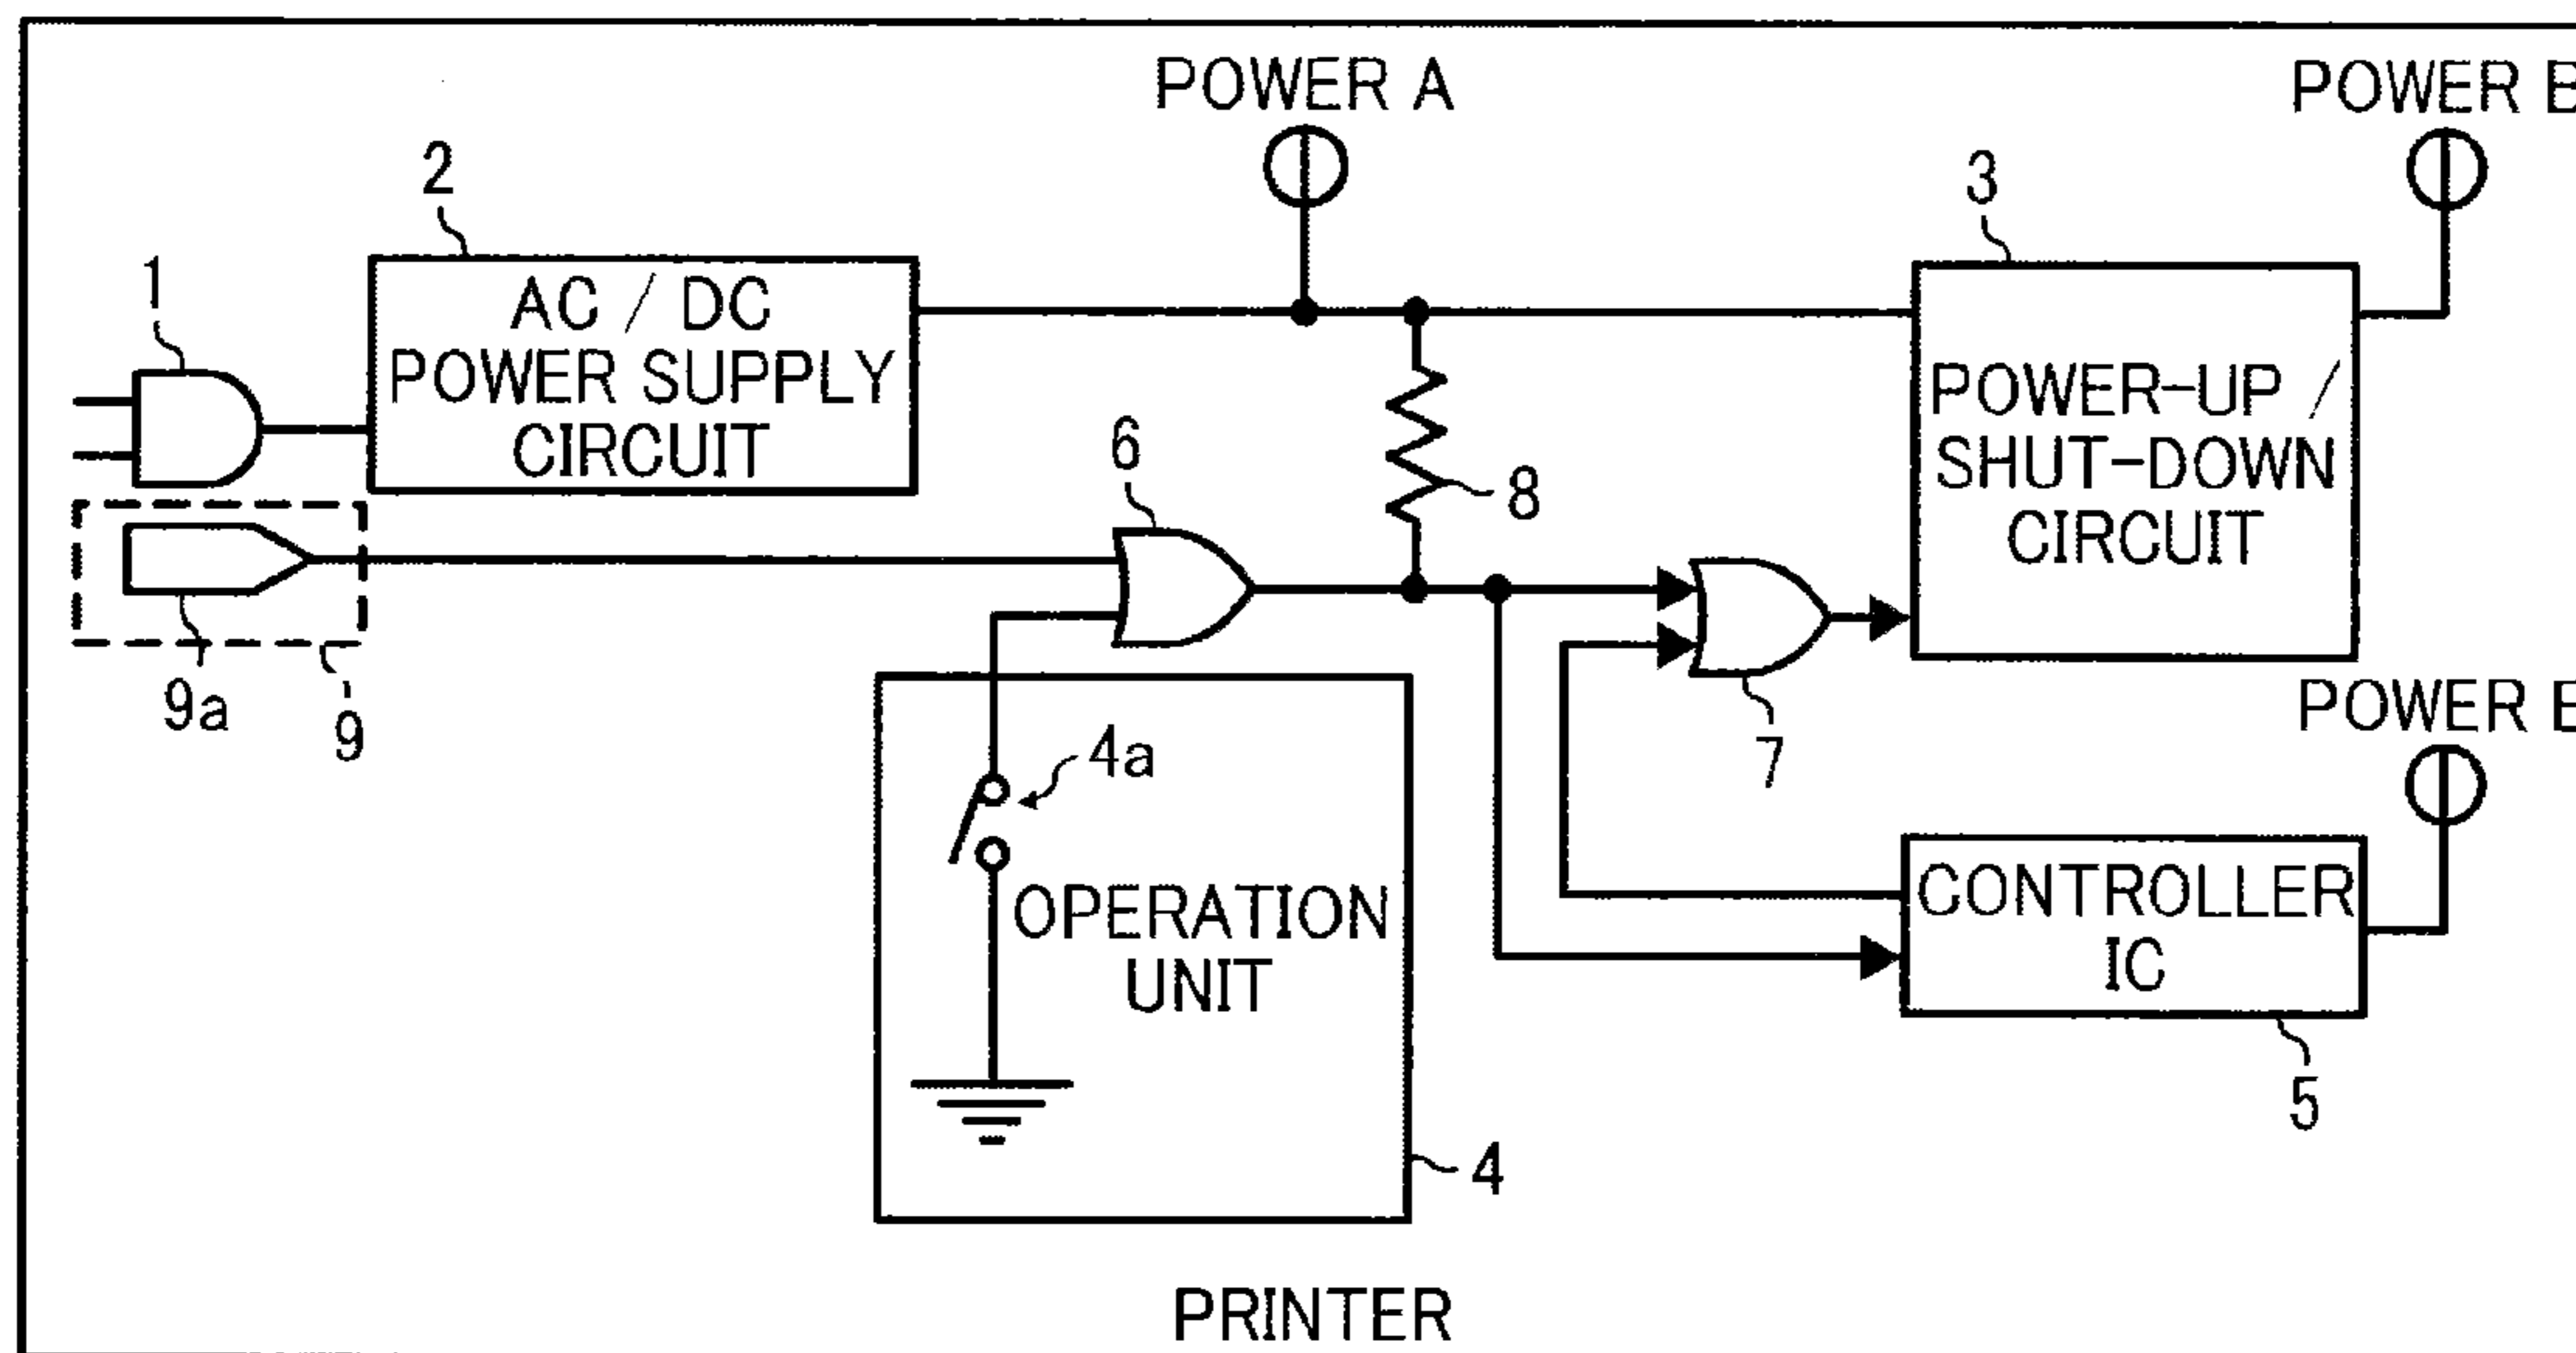 POWER A
POWER B
2
3
1
AC / DC
POWER SUPPLY
CIRCUIT
POWER-UP /
SHUT-DOWN
CIRCUIT
6
8
9a
9
4a
7
POWER
OPERATION
UNIT
CONTROLLER
IC
5
4
PRINTER